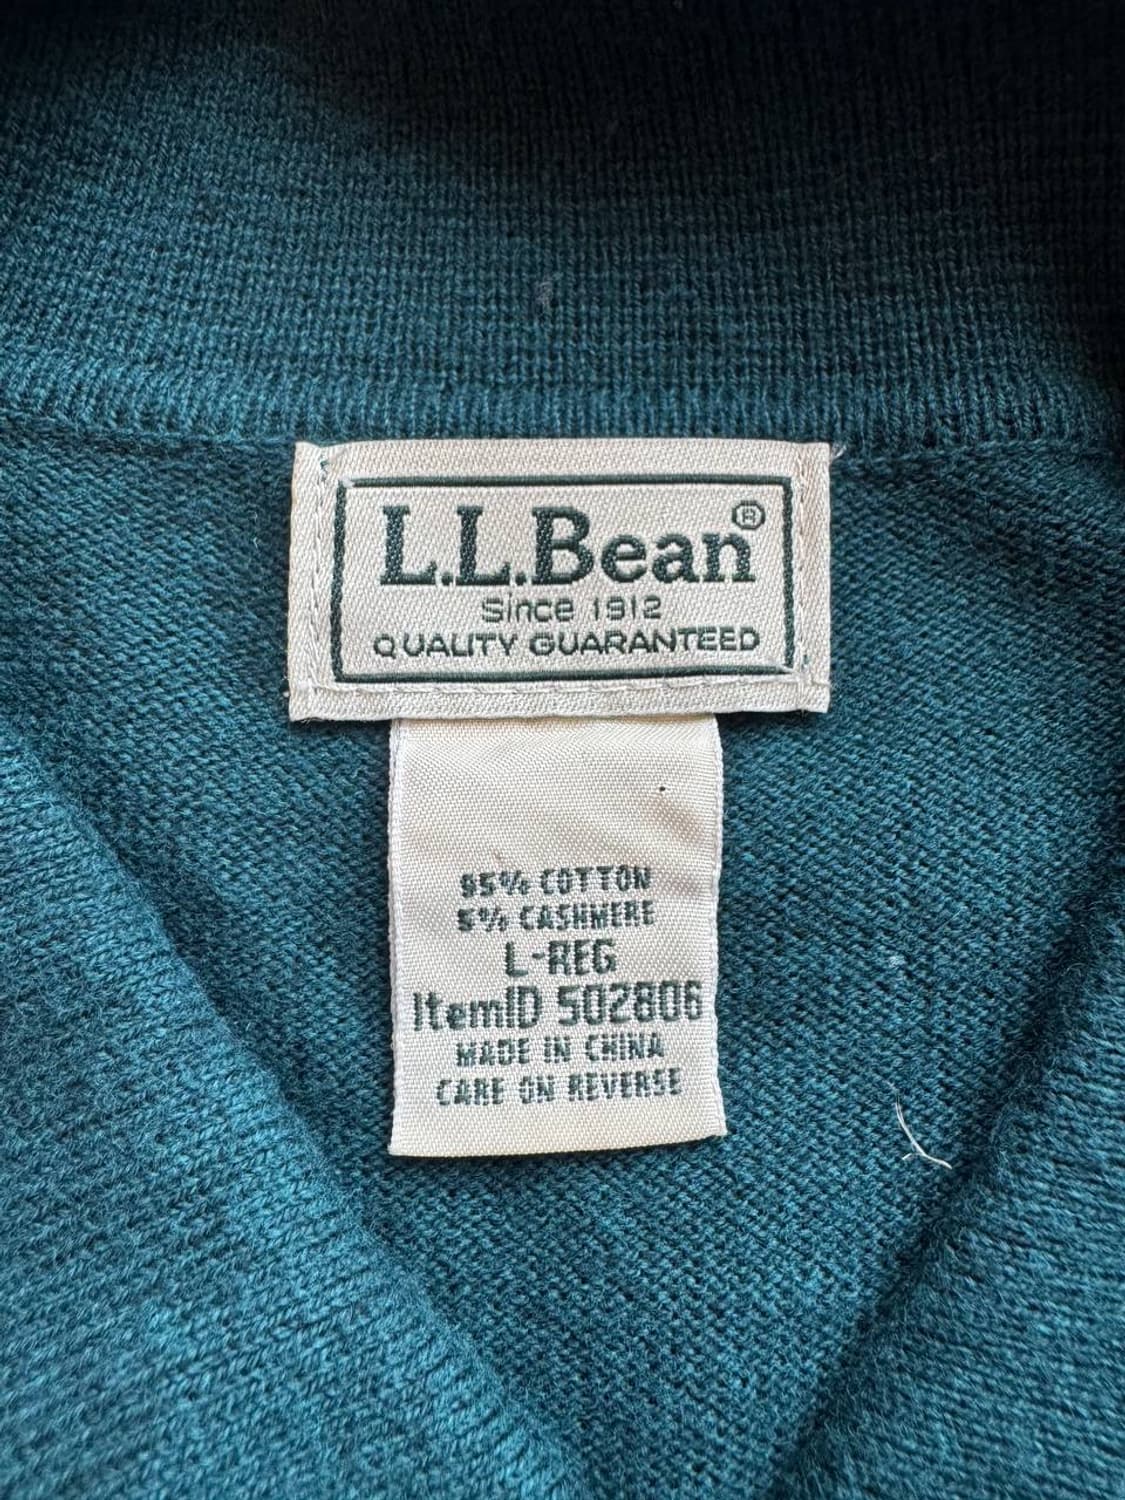 L.L.Bean®
Since 1912
QUALITY GUARANTEED
95% COTTON
5% CASHMERE
L-REG
ItemID 502806
MADE IN CHINA
CARE ON REVERSE